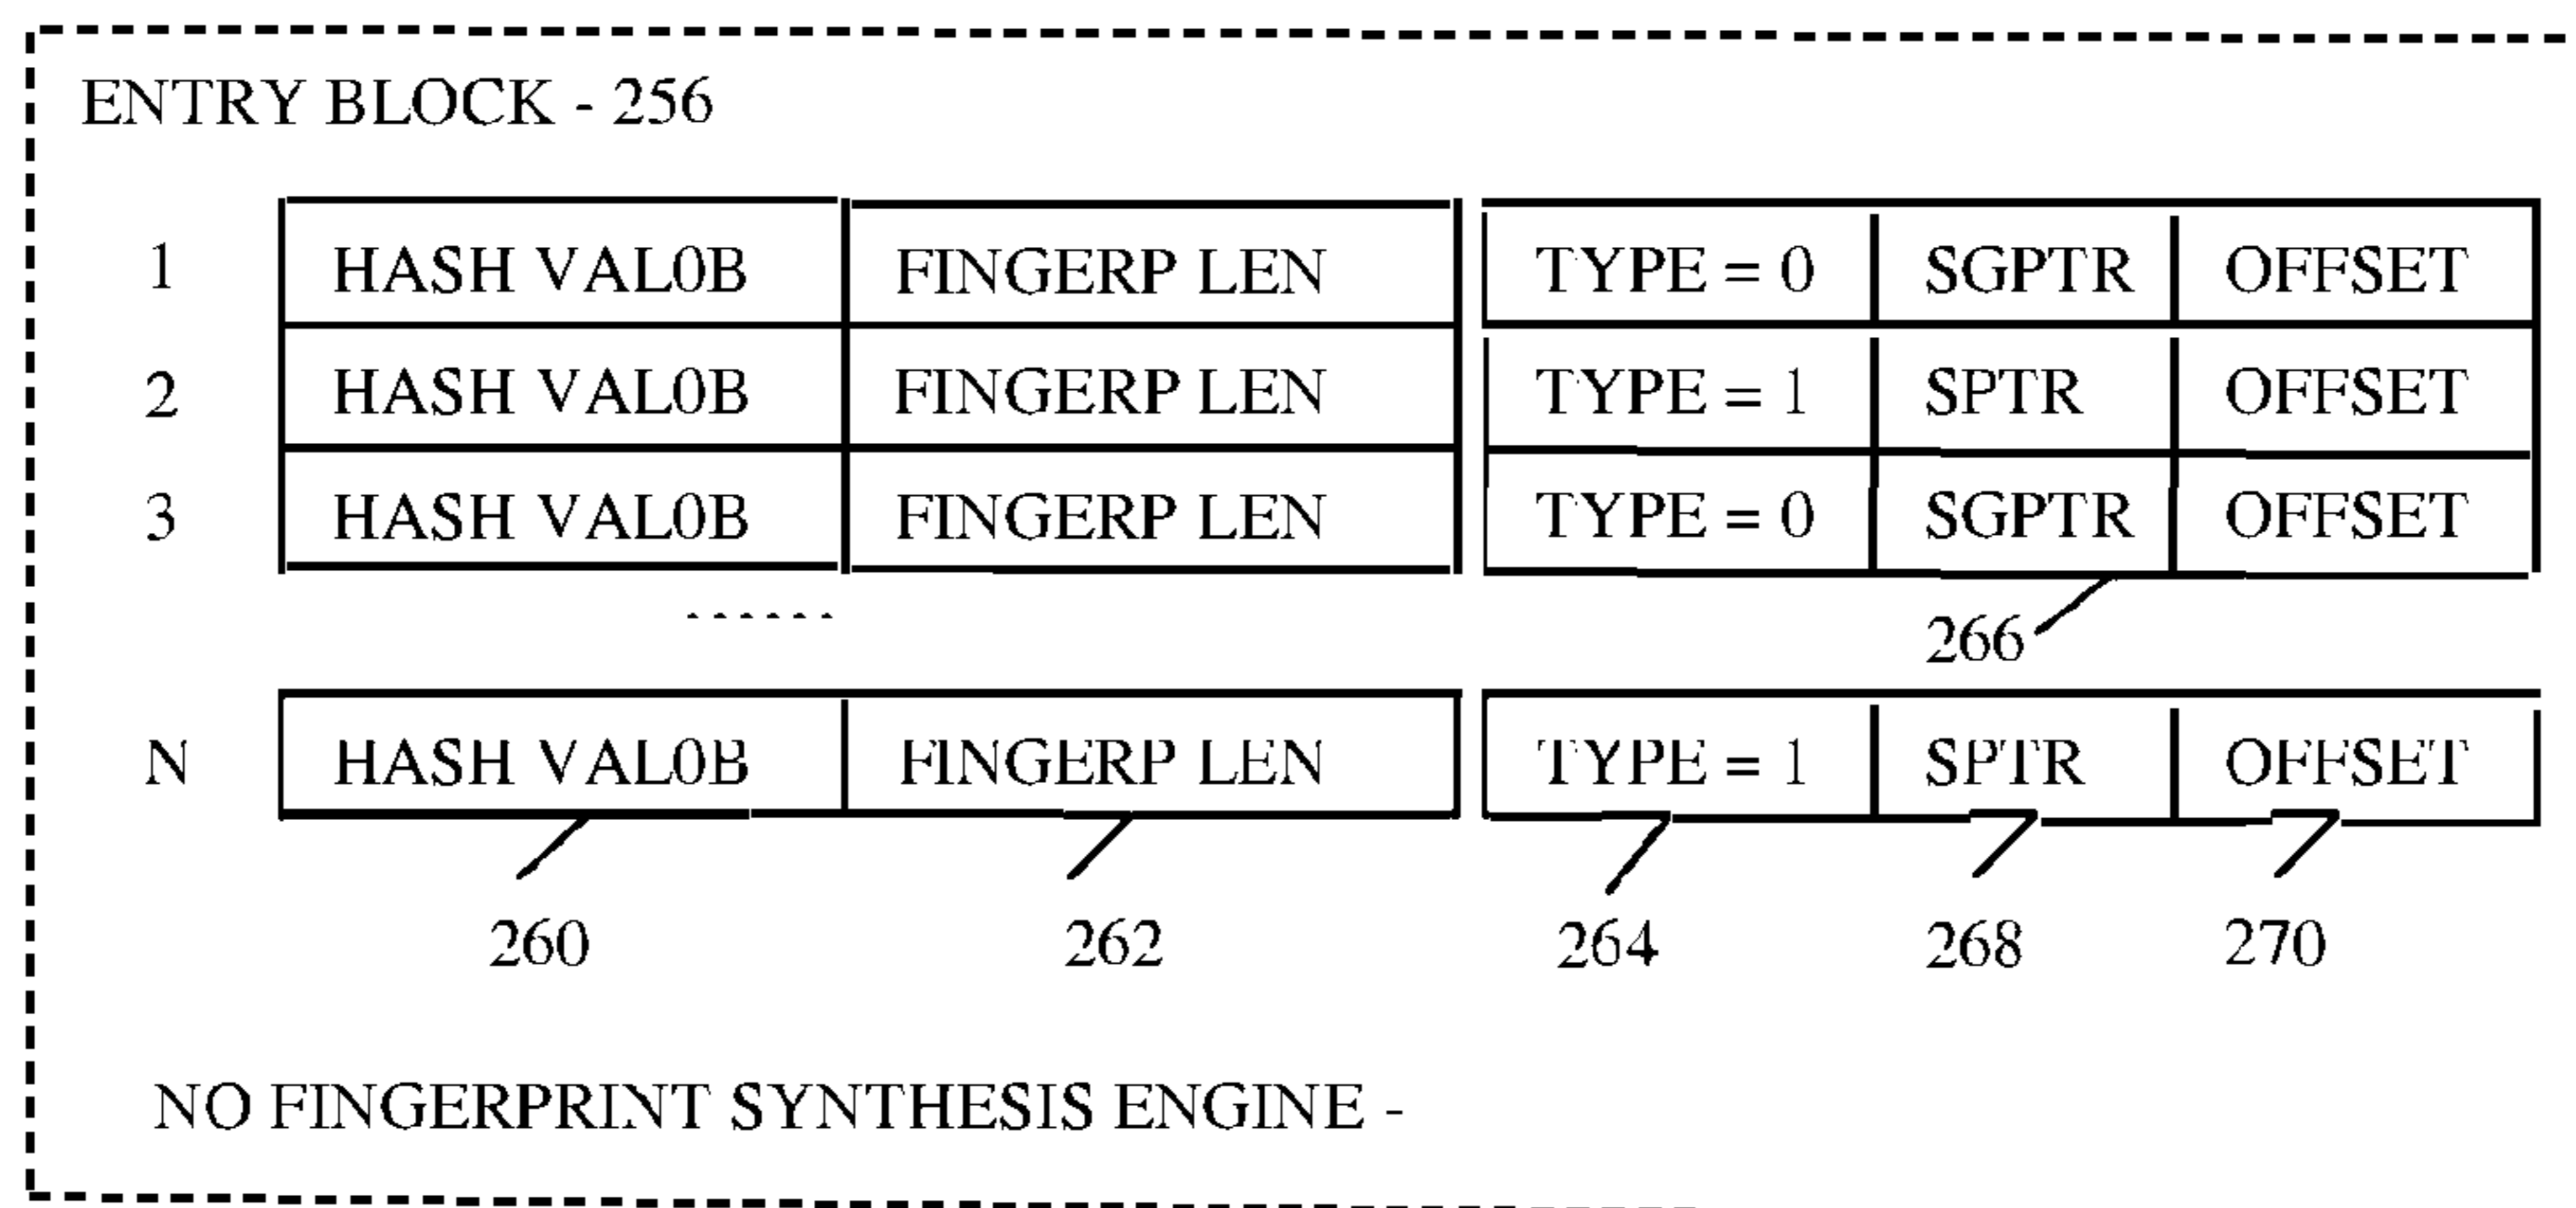 ENTRY BLOCK - 256
1 HASH VAL0B FINGERP LEN TYPE = 0 SGPTR OFFSET
2 HASH VAL0B FINGERP LEN TYPE = 1 SPTR OFFSET
3 HASH VAL0B FINGERP LEN TYPE = 0 SGPTR OFFSET
......
266
N HASH VAL0B FINGERP LEN TYPE = 1 SPTR OFFSET
260 262 264 268 270
NO FINGERPRINT SYNTHESIS ENGINE -